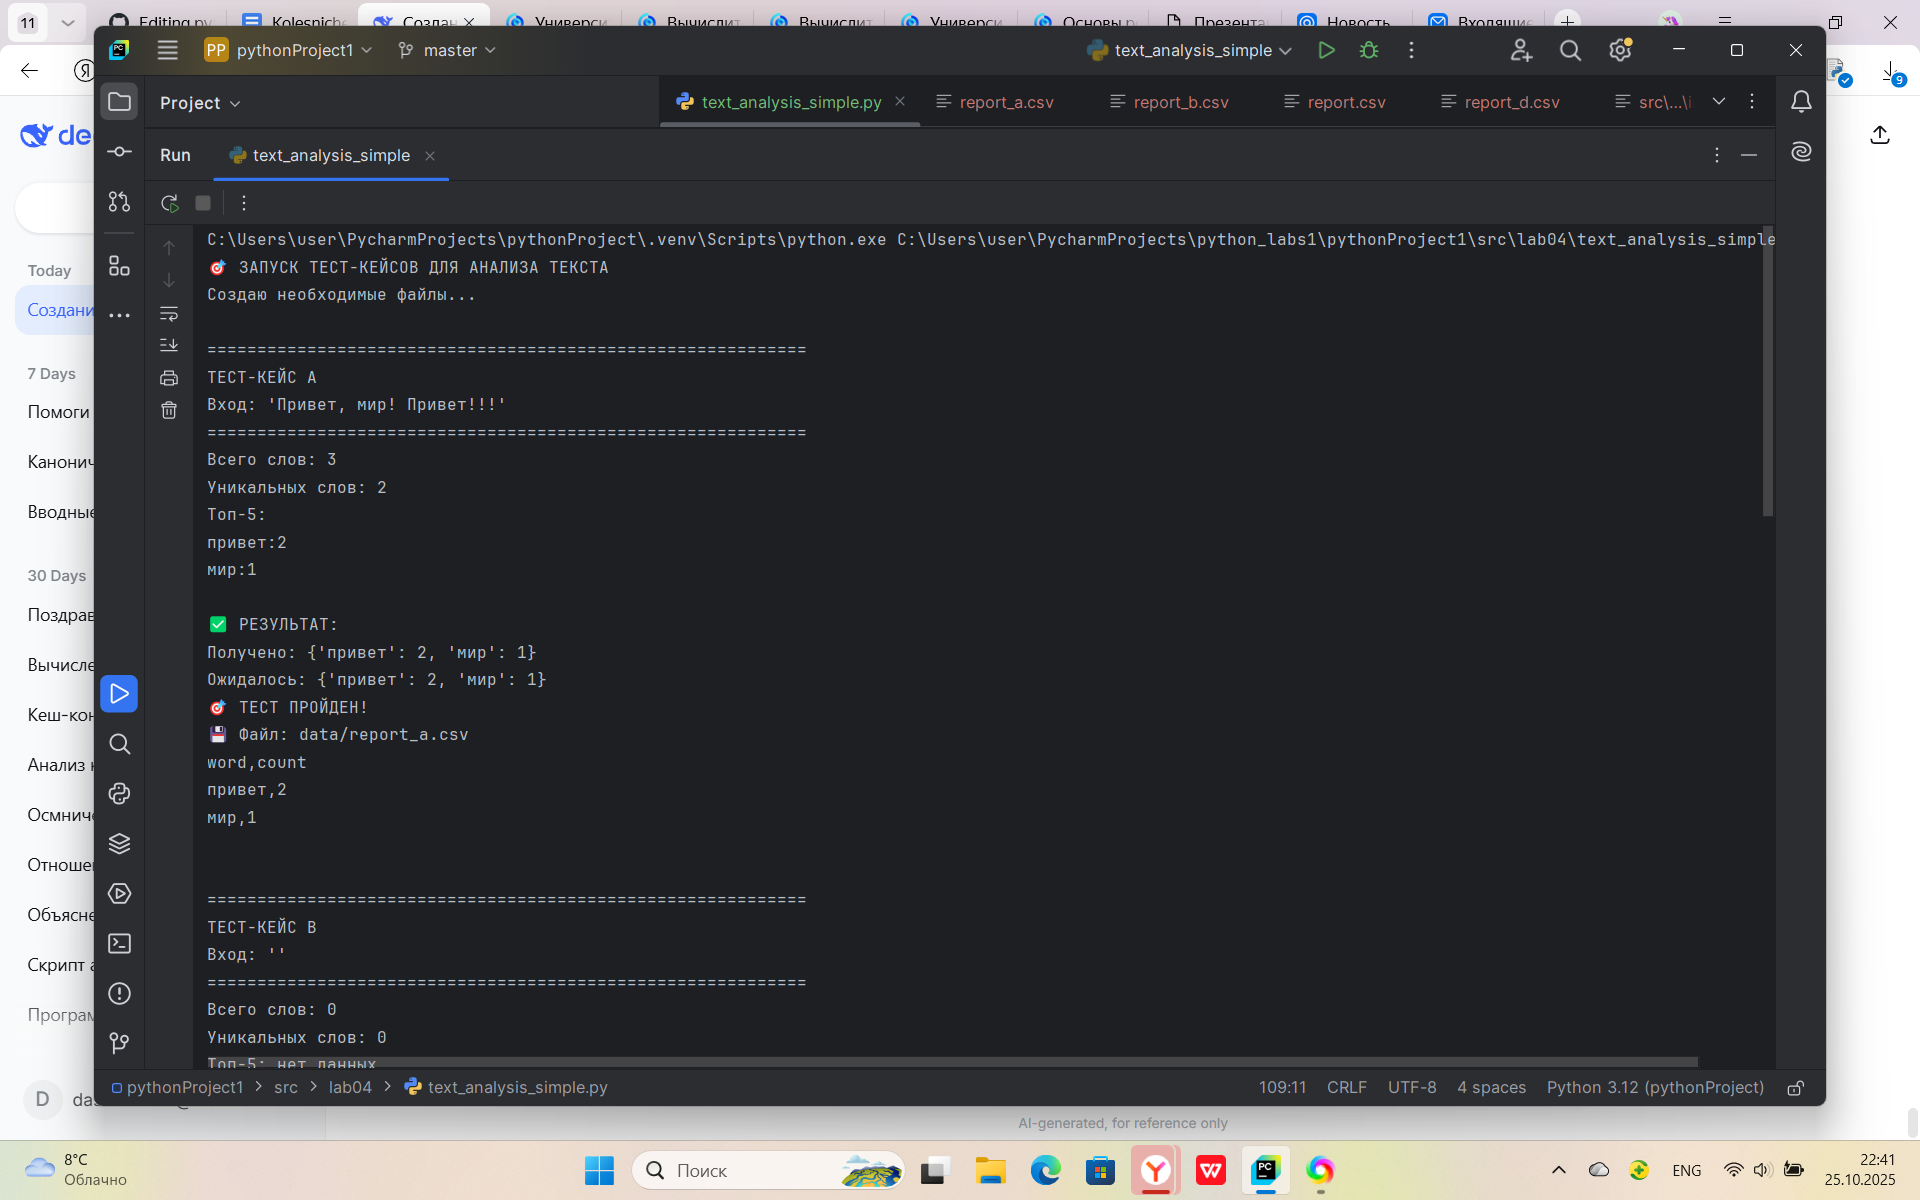 11
Editing py
Kolesniche
Создан
Универси
Вычислит
Вычислит
Универси
Основы р
Презента
Новость
Входящие
PP pythonProject1
master
text_analysis_simple
9
Project
text_analysis_simple.py
report_a.csv
report_b.csv
report.csv
report_d.csv
src\...\i
Run
text_analysis_simple
Today
Создани
7 Days
Помоги
Канонич
Вводные
30 Days
Поздрав
Вычисле
Кеш-кон
Анализ
Осмниче
Отношен
Объясне
Скрипт а
Програм
D
C:\Users\user\PycharmProjects\pythonProject\.venv\Scripts\python.exe C:\Users\user\PycharmProjects\python_labs1\pythonProject1\src\lab04\text_analysis_simple
🎯 ЗАПУСК ТЕСТ-КЕЙСОВ ДЛЯ АНАЛИЗА ТЕКСТА
Создаю необходимые файлы...
============================================================
ТЕСТ-КЕЙС A
Вход: 'Привет, мир! Привет!!!'
============================================================
Всего слов: 3
Уникальных слов: 2
Топ-5:
привет:2
мир:1
✅ РЕЗУЛЬТАТ:
Получено: {'привет': 2, 'мир': 1}
Ожидалось: {'привет': 2, 'мир': 1}
🎯 ТЕСТ ПРОЙДЕН!
💾 Файл: data/report_a.csv
word,count
привет,2
мир,1
============================================================
ТЕСТ-КЕЙС B
Вход: ''
============================================================
Всего слов: 0
Уникальных слов: 0
Топ-5: нет данных
pythonProject1 > src > lab04 > text_analysis_simple.py
109:11
CRLF
UTF-8
4 spaces
Python 3.12 (pythonProject)
AI-generated, for reference only
8°C
Облачно
Поиск
ENG
22:41
25.10.2025